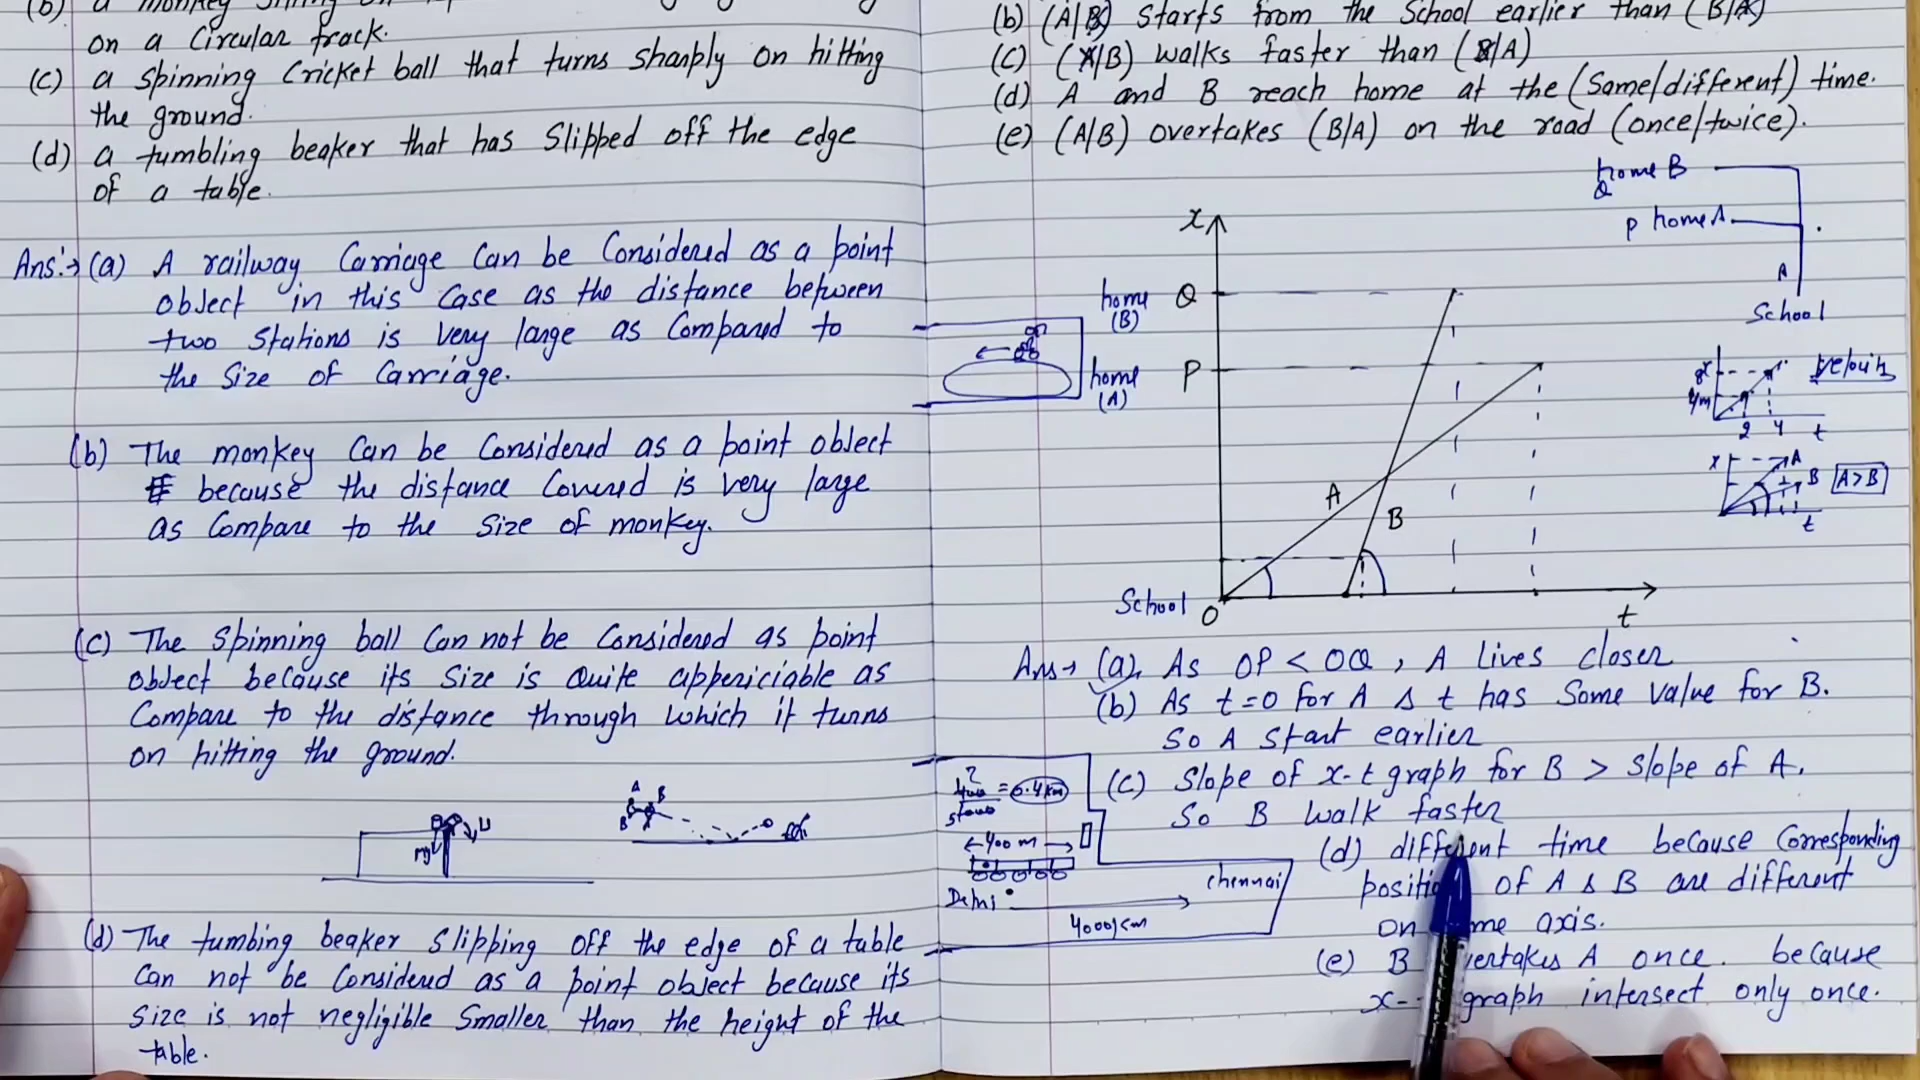 (b) a monkey
on a circular track.
(c) a spinning cricket ball that turns sharply on hitting
the ground.
(d) a tumbling beaker that has slipped off the edge
of a table.
Ans:→ (a) A railway Carriage Can be Considered as a point
object in this Case as the distance between
two stations is very large as Compared to
the size of Carriage.
(b) The monkey Can be Considered as a point object
because the distance Covered is very large
as Compare to the size of monkey.
(c) The spinning ball Can not be Considered as point
object because its size is quite appericiable as
Compare to the distance through which it turns
on hitting the ground.
A B
B A
U
mg
(d) The tumbing beaker slipping off the edge of a table
Can not be Considered as a point object because its
size is not negligible smaller than the height of the
table.
(b) (A/B) starts from the School earlier than (B/A)
(c) (A/B) walks faster than (B/A)
(d) A and B reach home at the (Same/different) time.
(e) (A/B) overtakes (B/A) on the road (once/twice).
home B
Q
P home A
A
School
x
home Q
(B)
home P
(A)
A
B
School O
t
x
8
4m
2 4 t
x A
B A>B
t
Ans→ (a) As OP < OQ, A lives closer
(b) As t=0 for A & t has Some value for B.
So A start earlier
(c) Slope of x-t graph for B > slope of A.
So B walk faster
(d) different time because Corresponding
of A & B are different
on axis.
(e) B A once. because
graph intersect only once.
?
= 0.4km
400 m
Delhi
Chennai
4000km